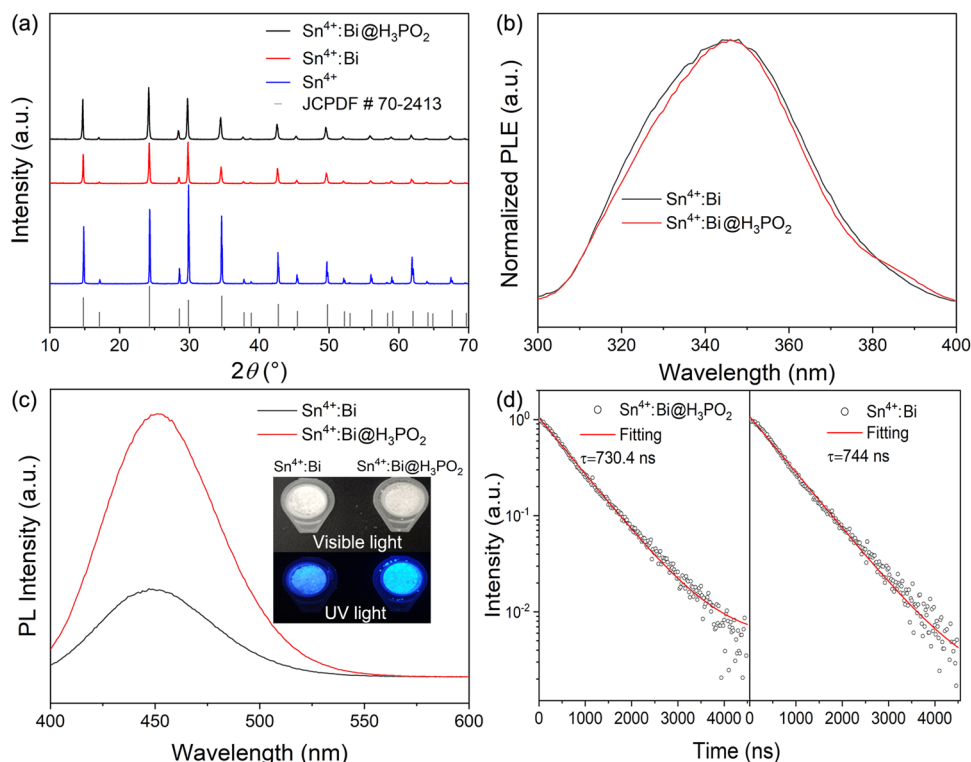 (a)
Sn⁴⁺:Bi@H₃PO₂
Sn⁴⁺:Bi
Sn⁴⁺
JCPDF # 70-2413
Intensity (a.u.)
10 20 30 40 50 60 70
2θ (°)
(b)
Normalized PLE (a.u.)
Sn⁴⁺:Bi
Sn⁴⁺:Bi@H₃PO₂
300 320 340 360 380 400
Wavelength (nm)
(c)
Sn⁴⁺:Bi
Sn⁴⁺:Bi@H₃PO₂
Sn⁴⁺:Bi Sn⁴⁺:Bi@H₃PO₂
Visible light
UV light
PL Intensity (a.u.)
400 450 500 550 600
Wavelength (nm)
(d)
10⁰
10⁻¹
10⁻²
Intensity (a.u.)
Sn⁴⁺:Bi@H₃PO₂
Fitting
τ=730.4 ns
Sn⁴⁺:Bi
Fitting
τ=744 ns
0 1000 2000 3000 4000 0 1000 2000 3000 4000
Time (ns)